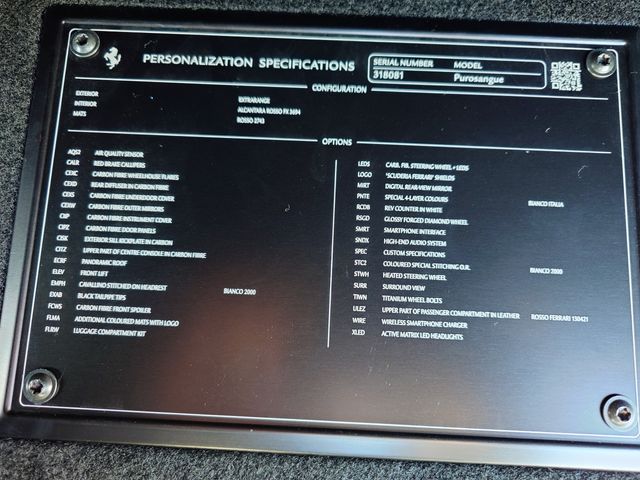 PERSONALIZATION SPECIFICATIONS
SERIAL NUMBER MODEL
318081 Purosangue
CONFIGURATION
EXTERIOR EXTRARANGE
INTERIOR ALCANTARA ROSSO FX 2694
MATS ROSSO 2743
OPTIONS
AQS2 AIR QUALITY SENSOR
CALR RED BRAKE CALLIPERS
CEXC CARBON FIBRE WHEELHOUSE FLARES
CEXD REAR DIFFUSER IN CARBON FIBRE
CEXS CARBON FIBRE UNDERDOOR COVER
CEXW CARBON FIBRE OUTER MIRRORS
CIIP CARBON FIBRE INSTRUMENT COVER
CIPZ CARBON FIBRE DOOR PANELS
CISK EXTERIOR SILL KICKPLATE IN CARBON
CITZ UPPER PART OF CENTRE CONSOLE IN CARBON FIBRE
ECRF PANORAMIC ROOF
ELEV FRONT LIFT
EMPH CAVALLINO STITCHED ON HEADREST BIANCO 2000
EXAB BLACK TAILPIPE TIPS
FCWS CARBON FIBRE FRONT SPOILER
FLMA ADDITIONAL COLOURED MATS WITH LOGO
FLRW LUGGAGE COMPARTMENT KIT
LEDS CARB. FIB. STEERING WHEEL + LEDS
LOGO "SCUDERIA FERRARI" SHIELDS
MIRT DIGITAL REAR-VIEW MIRROR
PNTE SPECIAL 4-LAYER COLOURS BIANCO ITALIA
RCDB REV COUNTER IN WHITE
RSGD GLOSSY FORGED DIAMOND WHEEL
SMRT SMARTPHONE INTERFACE
SNDX HIGH-END AUDIO SYSTEM
SPEC CUSTOM SPECIFICATIONS
STC2 COLOURED SPECIAL STITCHING O.R. BIANCO 2000
STWH HEATED STEERING WHEEL
SURR SURROUND VIEW
TIWN TITANIUM WHEEL BOLTS
ULEZ UPPER PART OF PASSENGER COMPARTMENT IN LEATHER ROSSO FERRARI 130421
WIRE WIRELESS SMARTPHONE CHARGER
XLED ACTIVE MATRIX LED HEADLIGHTS